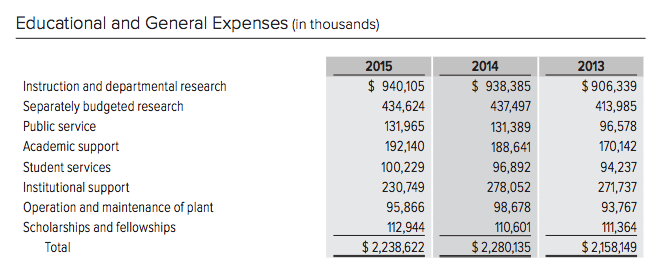 Educational and General Expenses (in thousands)
2015 2014 2013
Instruction and departmental research $ 940,105 $ 938,385 $ 906,339
Separately budgeted research 434,624 437,497 413,985
Public service 131,965 131,389 96,578
Academic support 192,140 188,641 170,142
Student services 100,229 96,892 94,237
Institutional support 230,749 278,052 271,737
Operation and maintenance of plant 95,866 98,678 93,767
Scholarships and fellowships 112,944 110,601 111,364
Total $ 2,238,622 $ 2,280,135 $ 2,158,149